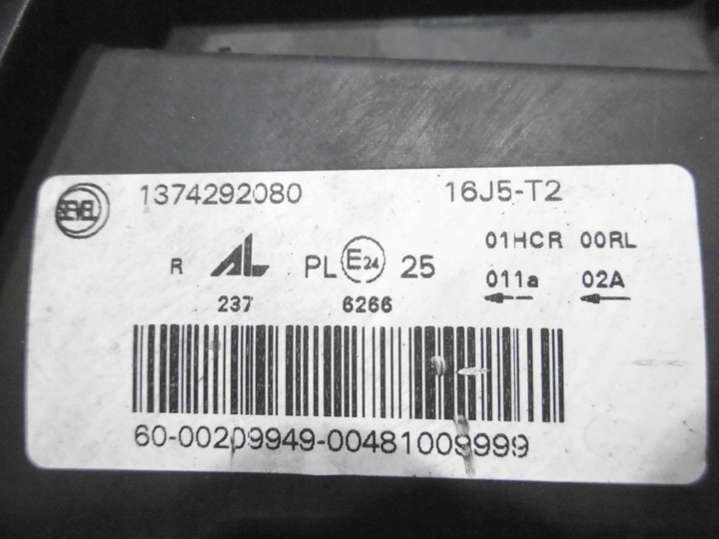 SEVEL 1374292080 16J5-T2
01HCR 00RL
R AL PL E24 25 011a 02A
237 6266
60-00209949-00481009999